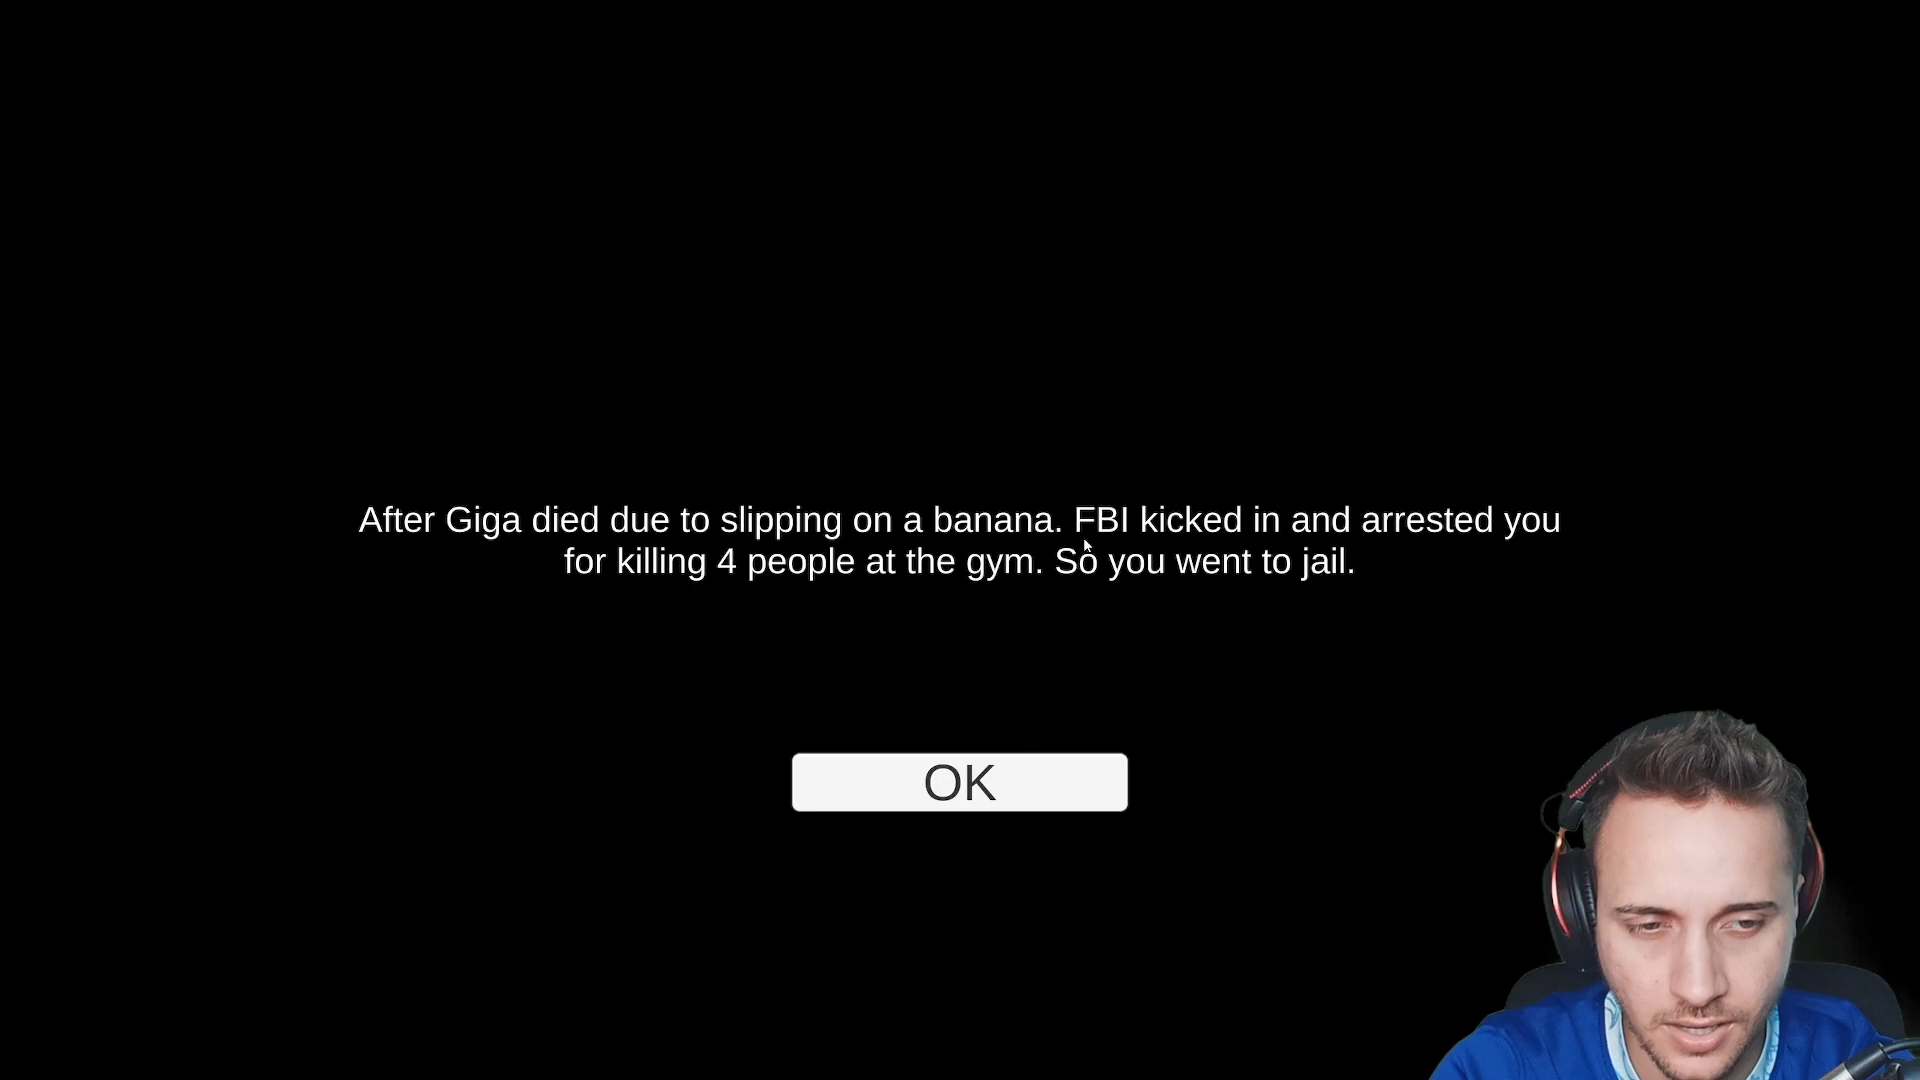 After Giga died due to slipping on a banana. FBI kicked in and arrested you
for killing 4 people at the gym. So you went to jail.
OK